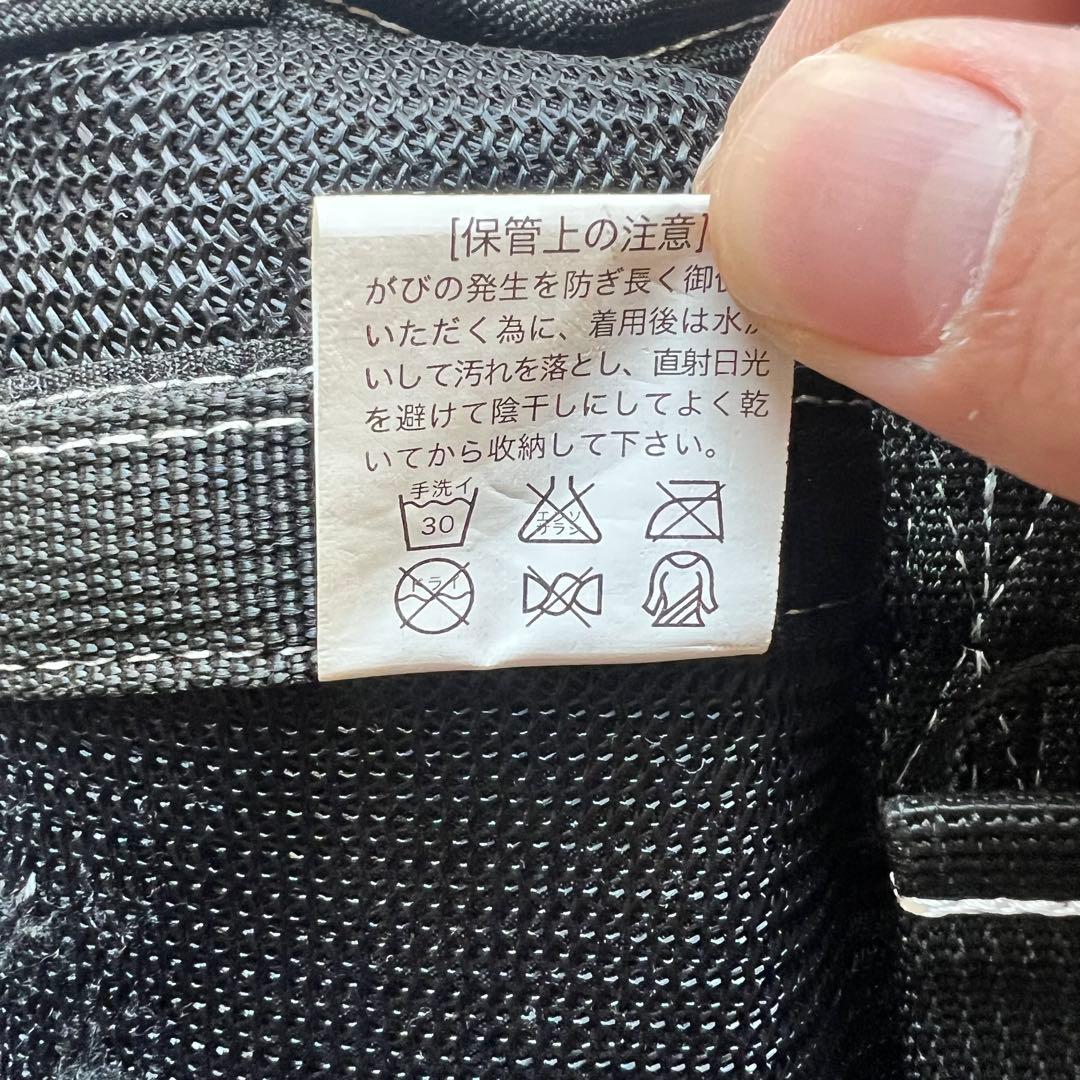 [保管上の注意]
がびの発生を防ぎ長く御
いただく為に、着用後は水
いして汚れを落とし、直射日光
を避けて陰干しにしてよく乾
いてから収納して下さい。
手洗イ
30
エンソ
サラシ
ドライ